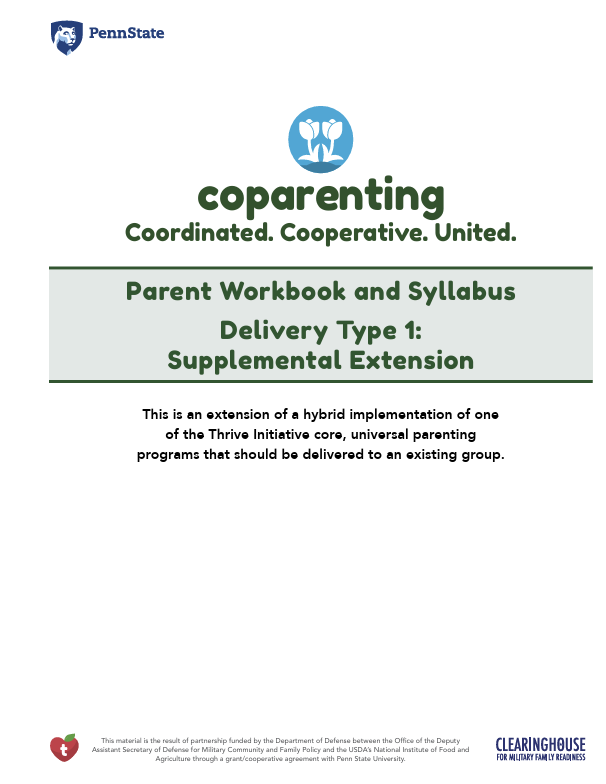 PennState
coparenting
Coordinated. Cooperative. United.
Parent Workbook and Syllabus
Delivery Type 1:
Supplemental Extension
This is an extension of a hybrid implementation of one
of the Thrive Initiative core, universal parenting
programs that should be delivered to an existing group.
t
This material is the result of partnership funded by the Department of Defense between the Office of the Deputy
Assistant Secretary of Defense for Military Community and Family Policy and the USDA's National Institute of Food and
Agriculture through a grant/cooperative agreement with Penn State University.
CLEARINGHOUSE
FOR MILITARY FAMILY READINESS